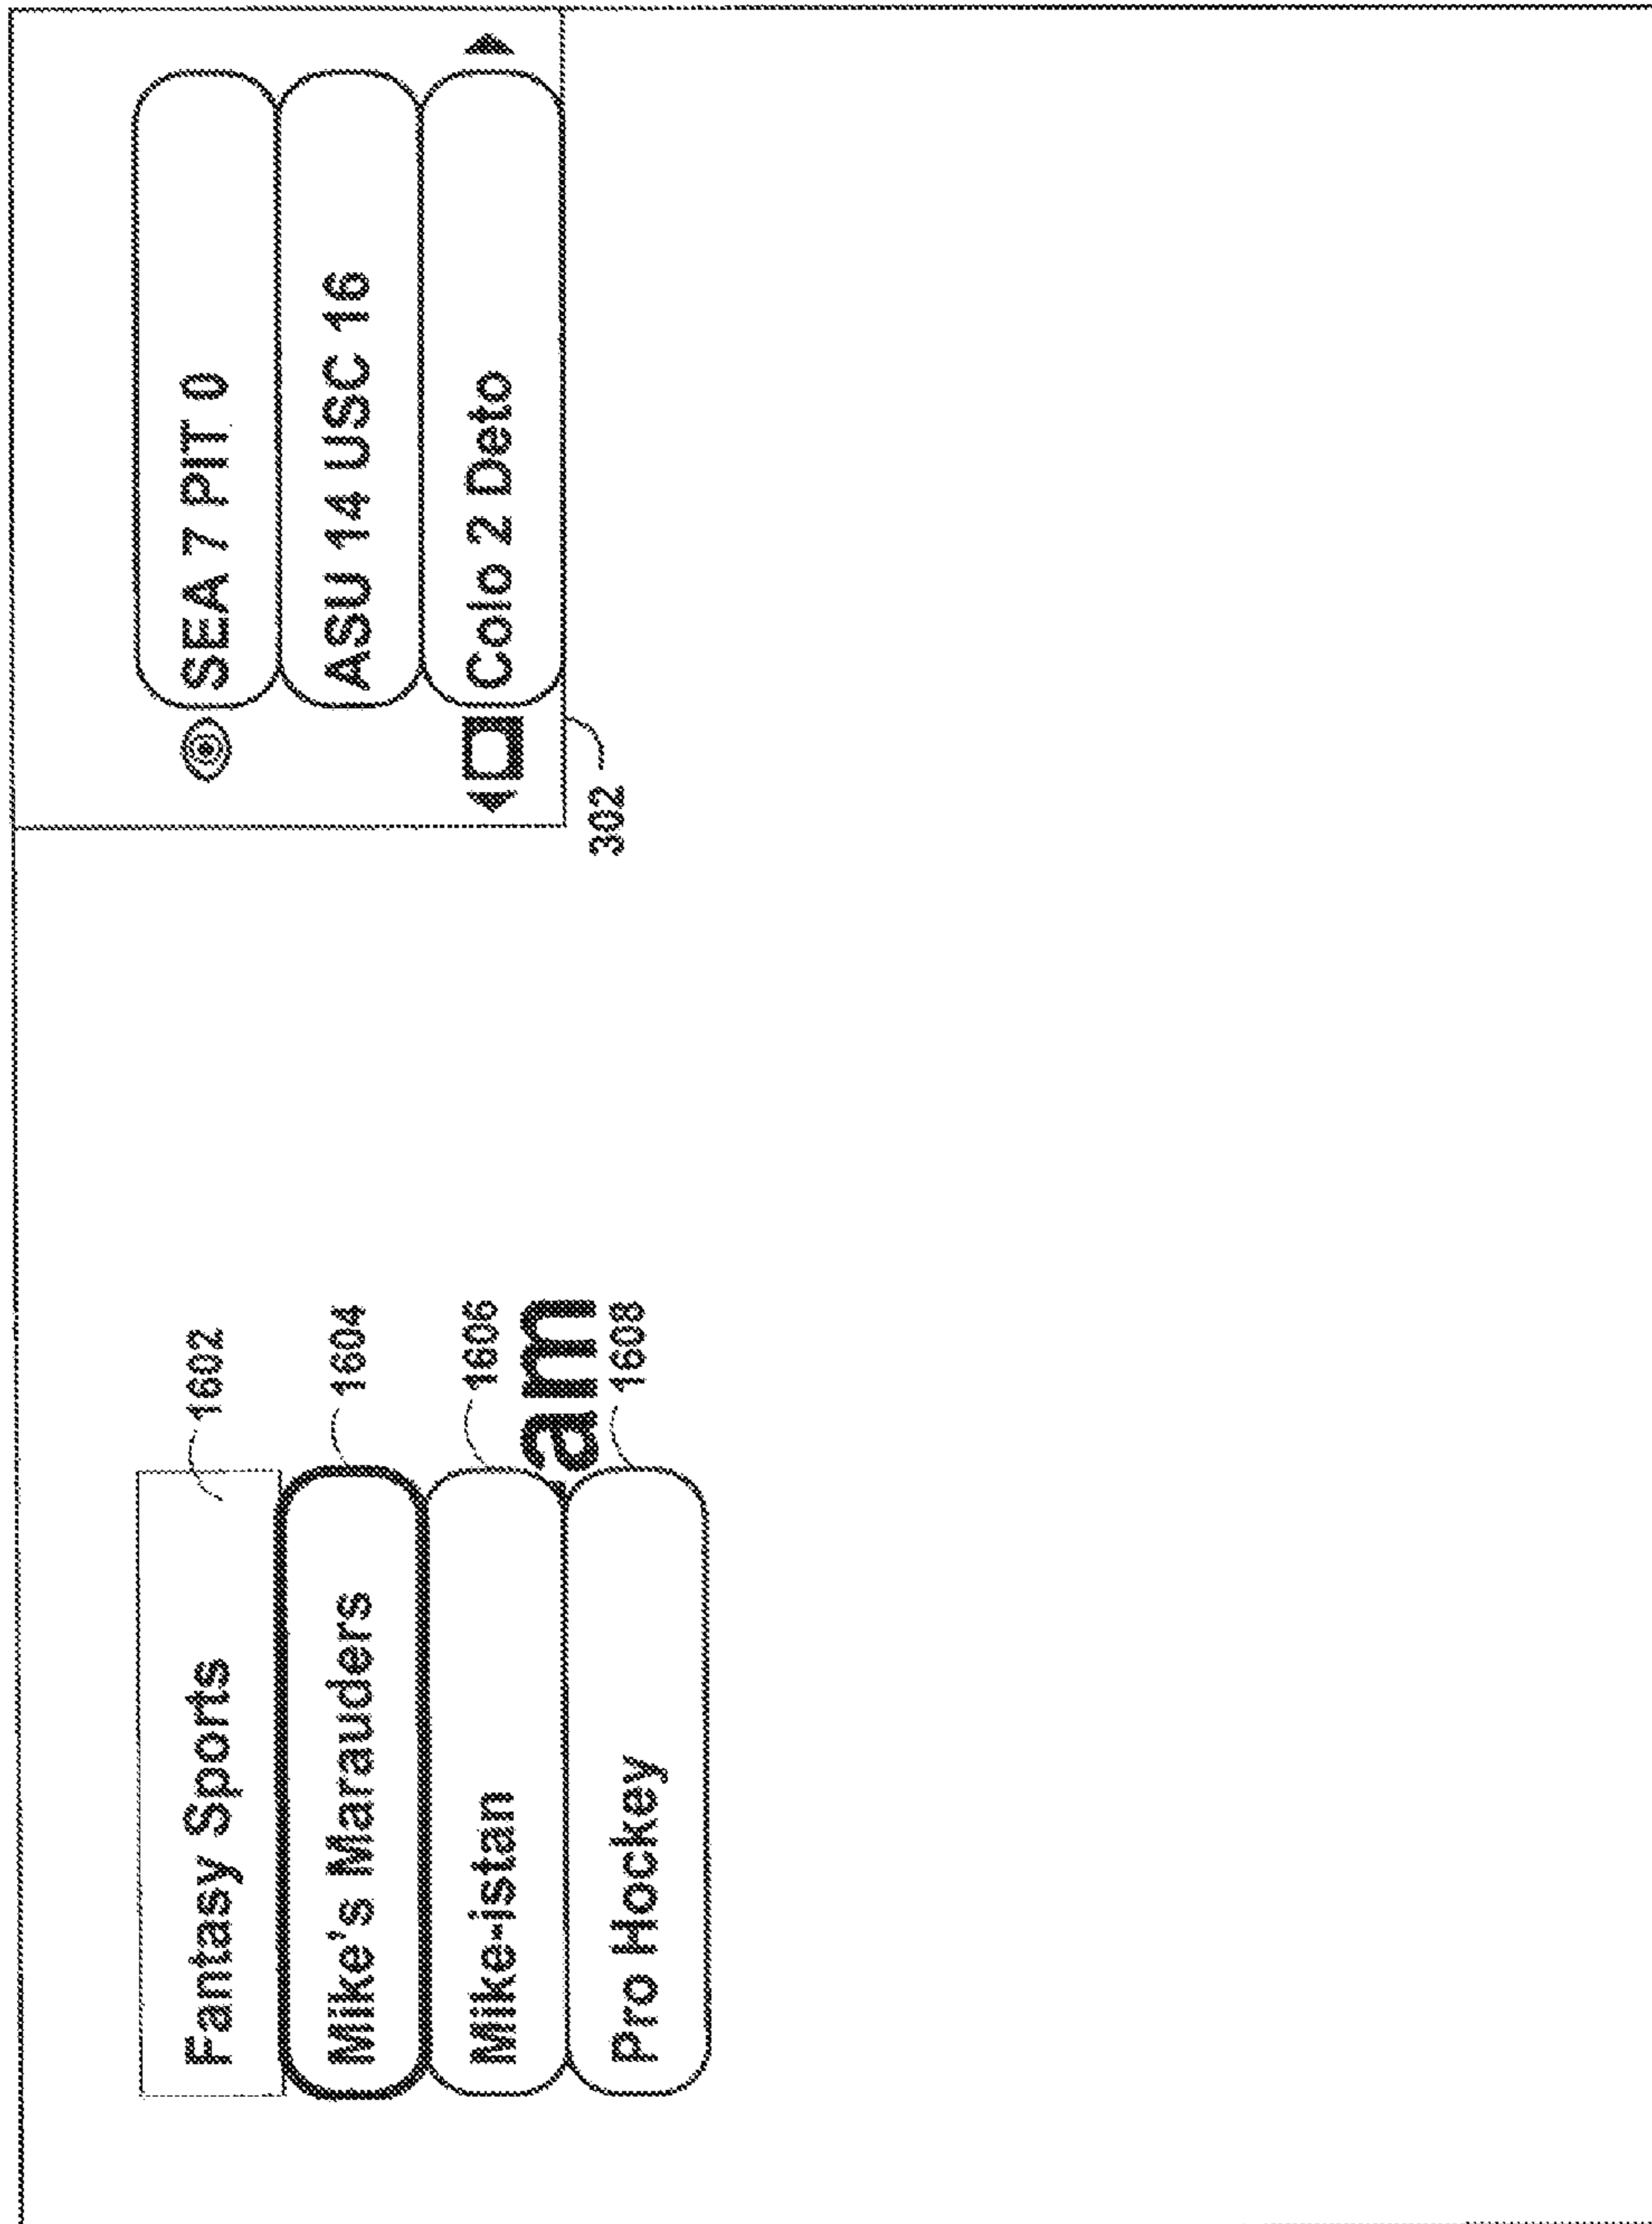 Fantasy Sports
1602
Mike's Marauders
1604
Mike-istan
1606
am
Pro Hockey
1608
SEA 7 PIT 0
ASU 14 USC 16
Colo 2 Deto
302